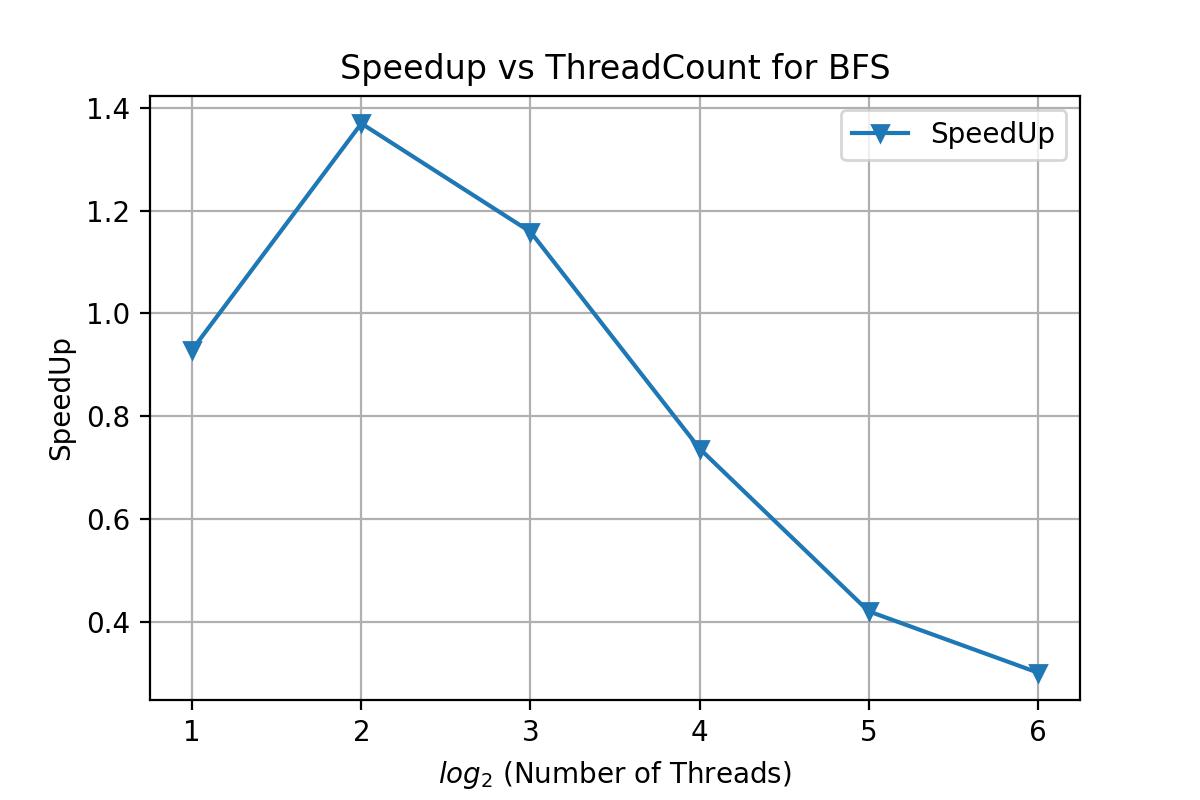 Speedup vs ThreadCount for BFS
SpeedUp
1.4
1.2
1.0
0.8
0.6
0.4
SpeedUp
1 2 3 4 5 6
log₂ (Number of Threads)